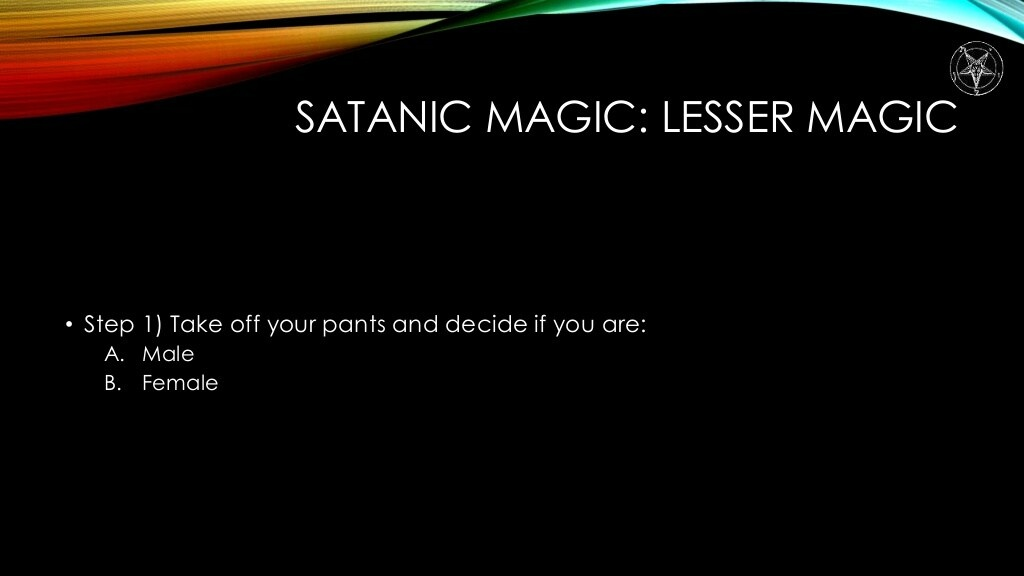 SATANIC MAGIC: LESSER MAGIC
• Step 1) Take off your pants and decide if you are:
A. Male
B. Female